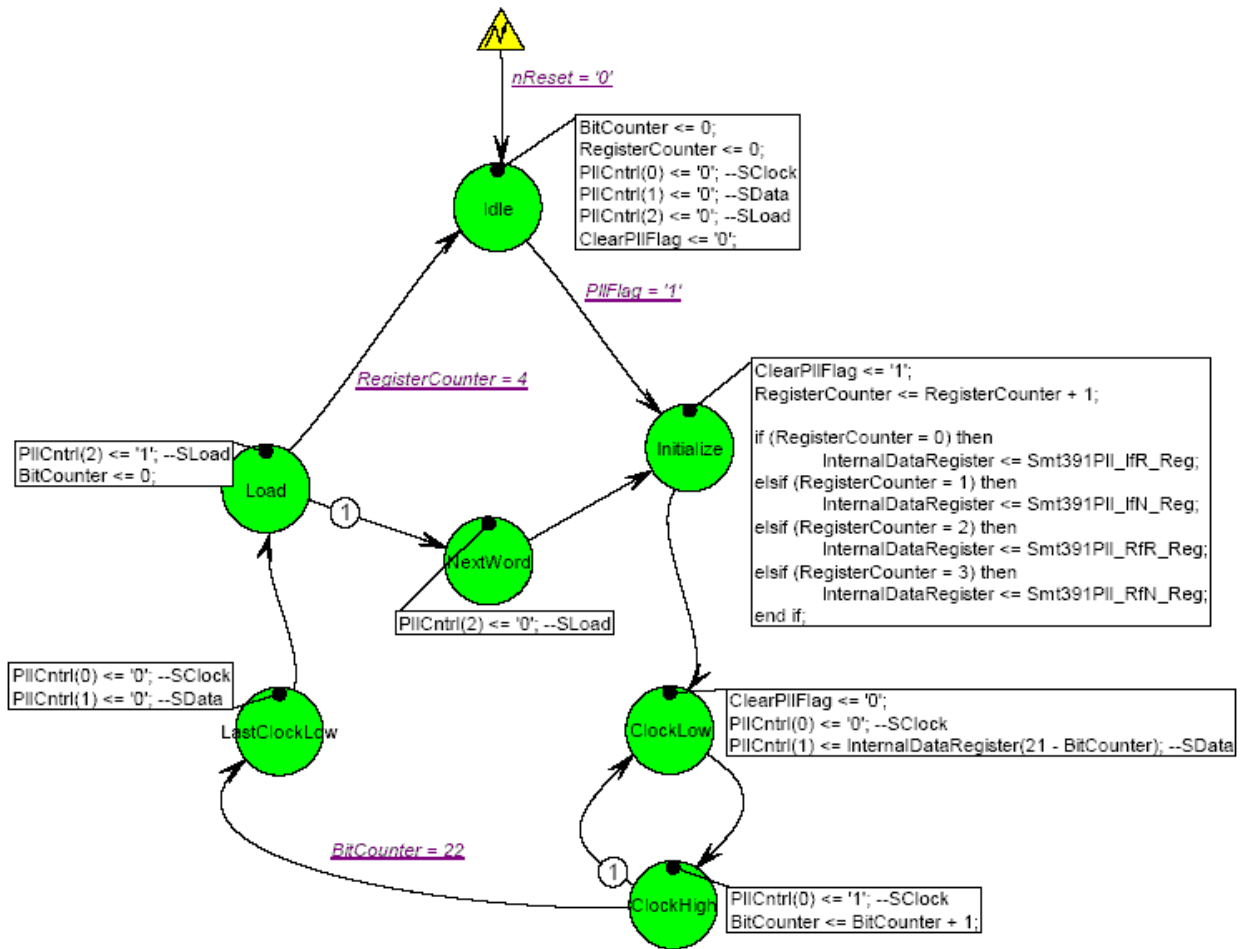 nReset = '0'
BitCounter <= 0;
RegisterCounter <= 0;
PllCntrl(0) <= '0'; --SClock
PllCntrl(1) <= '0'; --SData
PllCntrl(2) <= '0'; --SLoad
ClearPllFlag <= '0';
Idle
PllFlag = '1'
RegisterCounter = 4
ClearPllFlag <= '1';
RegisterCounter <= RegisterCounter + 1;
if (RegisterCounter = 0) then
InternalDataRegister <= Smt391Pll_IfR_Reg;
elsif (RegisterCounter = 1) then
InternalDataRegister <= Smt391Pll_IfN_Reg;
elsif (RegisterCounter = 2) then
InternalDataRegister <= Smt391Pll_RfR_Reg;
elsif (RegisterCounter = 3) then
InternalDataRegister <= Smt391Pll_RfN_Reg;
end if;
Initialize
PllCntrl(2) <= '1'; --SLoad
BitCounter <= 0;
Load
1
NextWord
PllCntrl(2) <= '0'; --SLoad
PllCntrl(0) <= '0'; --SClock
PllCntrl(1) <= '0'; --SData
LastClockLow
ClockLow
ClearPllFlag <= '0';
PllCntrl(0) <= '0'; --SClock
PllCntrl(1) <= InternalDataRegister(21 - BitCounter); --SData
BitCounter = 22
1
ClockHigh
PllCntrl(0) <= '1'; --SClock
BitCounter <= BitCounter + 1;